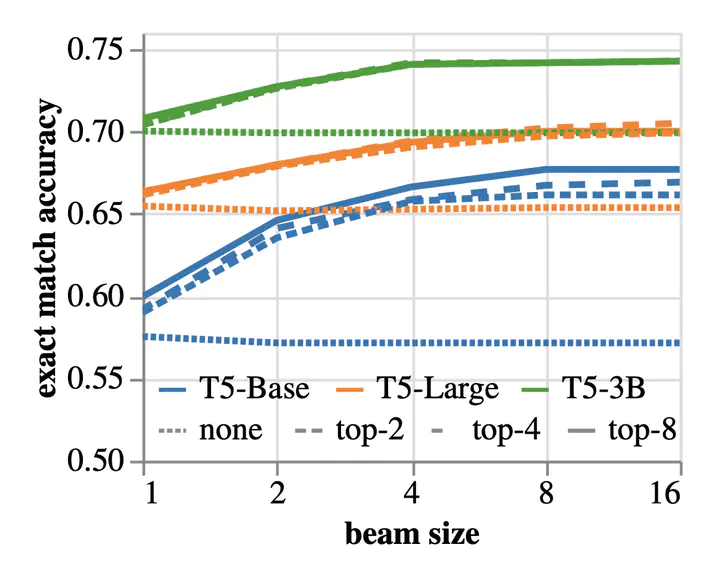 exact match accuracy
0.75
0.70
0.65
0.60
0.55
0.50
T5-Base T5-Large T5-3B
none top-2 top-4 top-8
1 2 4 8 16
beam size